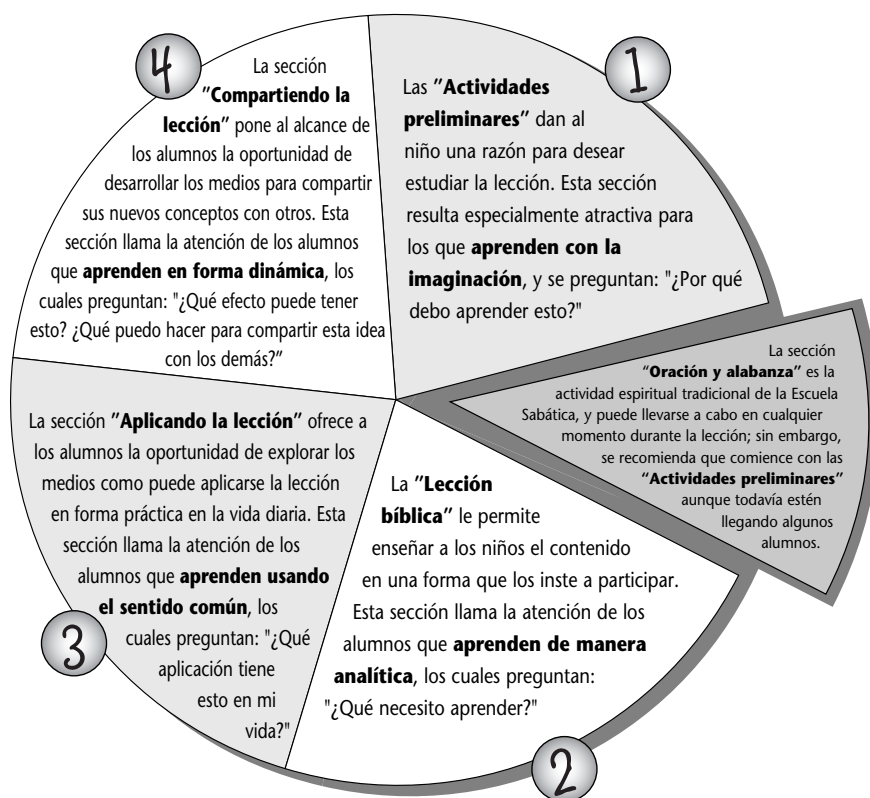 1
Las "Actividades
preliminares" dan al
niño una razón para desear
estudiar la lección. Esta sección
resulta especialmente atractiva para
los que aprenden con la
imaginación, y se preguntan: "¿Por qué
debo aprender esto?"
La sección
"Oración y alabanza" es la
actividad espiritual tradicional de la Escuela
Sabática, y puede llevarse a cabo en cualquier
momento durante la lección; sin embargo,
se recomienda que comience con las
"Actividades preliminares"
aunque todavía estén
llegando algunos
alumnos.
2
La "Lección
bíblica" le permite
enseñar a los niños el contenido
en una forma que los inste a participar.
Esta sección llama la atención de los
alumnos que aprenden de manera
analítica, los cuales preguntan:
"¿Qué necesito aprender?"
3
La sección "Aplicando la lección" ofrece a
los alumnos la oportunidad de explorar los
medios como puede aplicarse la lección
en forma práctica en la vida diaria. Esta
sección llama la atención de los
alumnos que aprenden usando
el sentido común, los
cuales preguntan: "¿Qué
aplicación tiene
esto en mi
vida?"
4
La sección
"Compartiendo la
lección" pone al alcance de
los alumnos la oportunidad de
desarrollar los medios para compartir
sus nuevos conceptos con otros. Esta
sección llama la atención de los alumnos
que aprenden en forma dinámica, los
cuales preguntan: "¿Qué efecto puede tener
esto? ¿Qué puedo hacer para compartir esta idea
con los demás?"